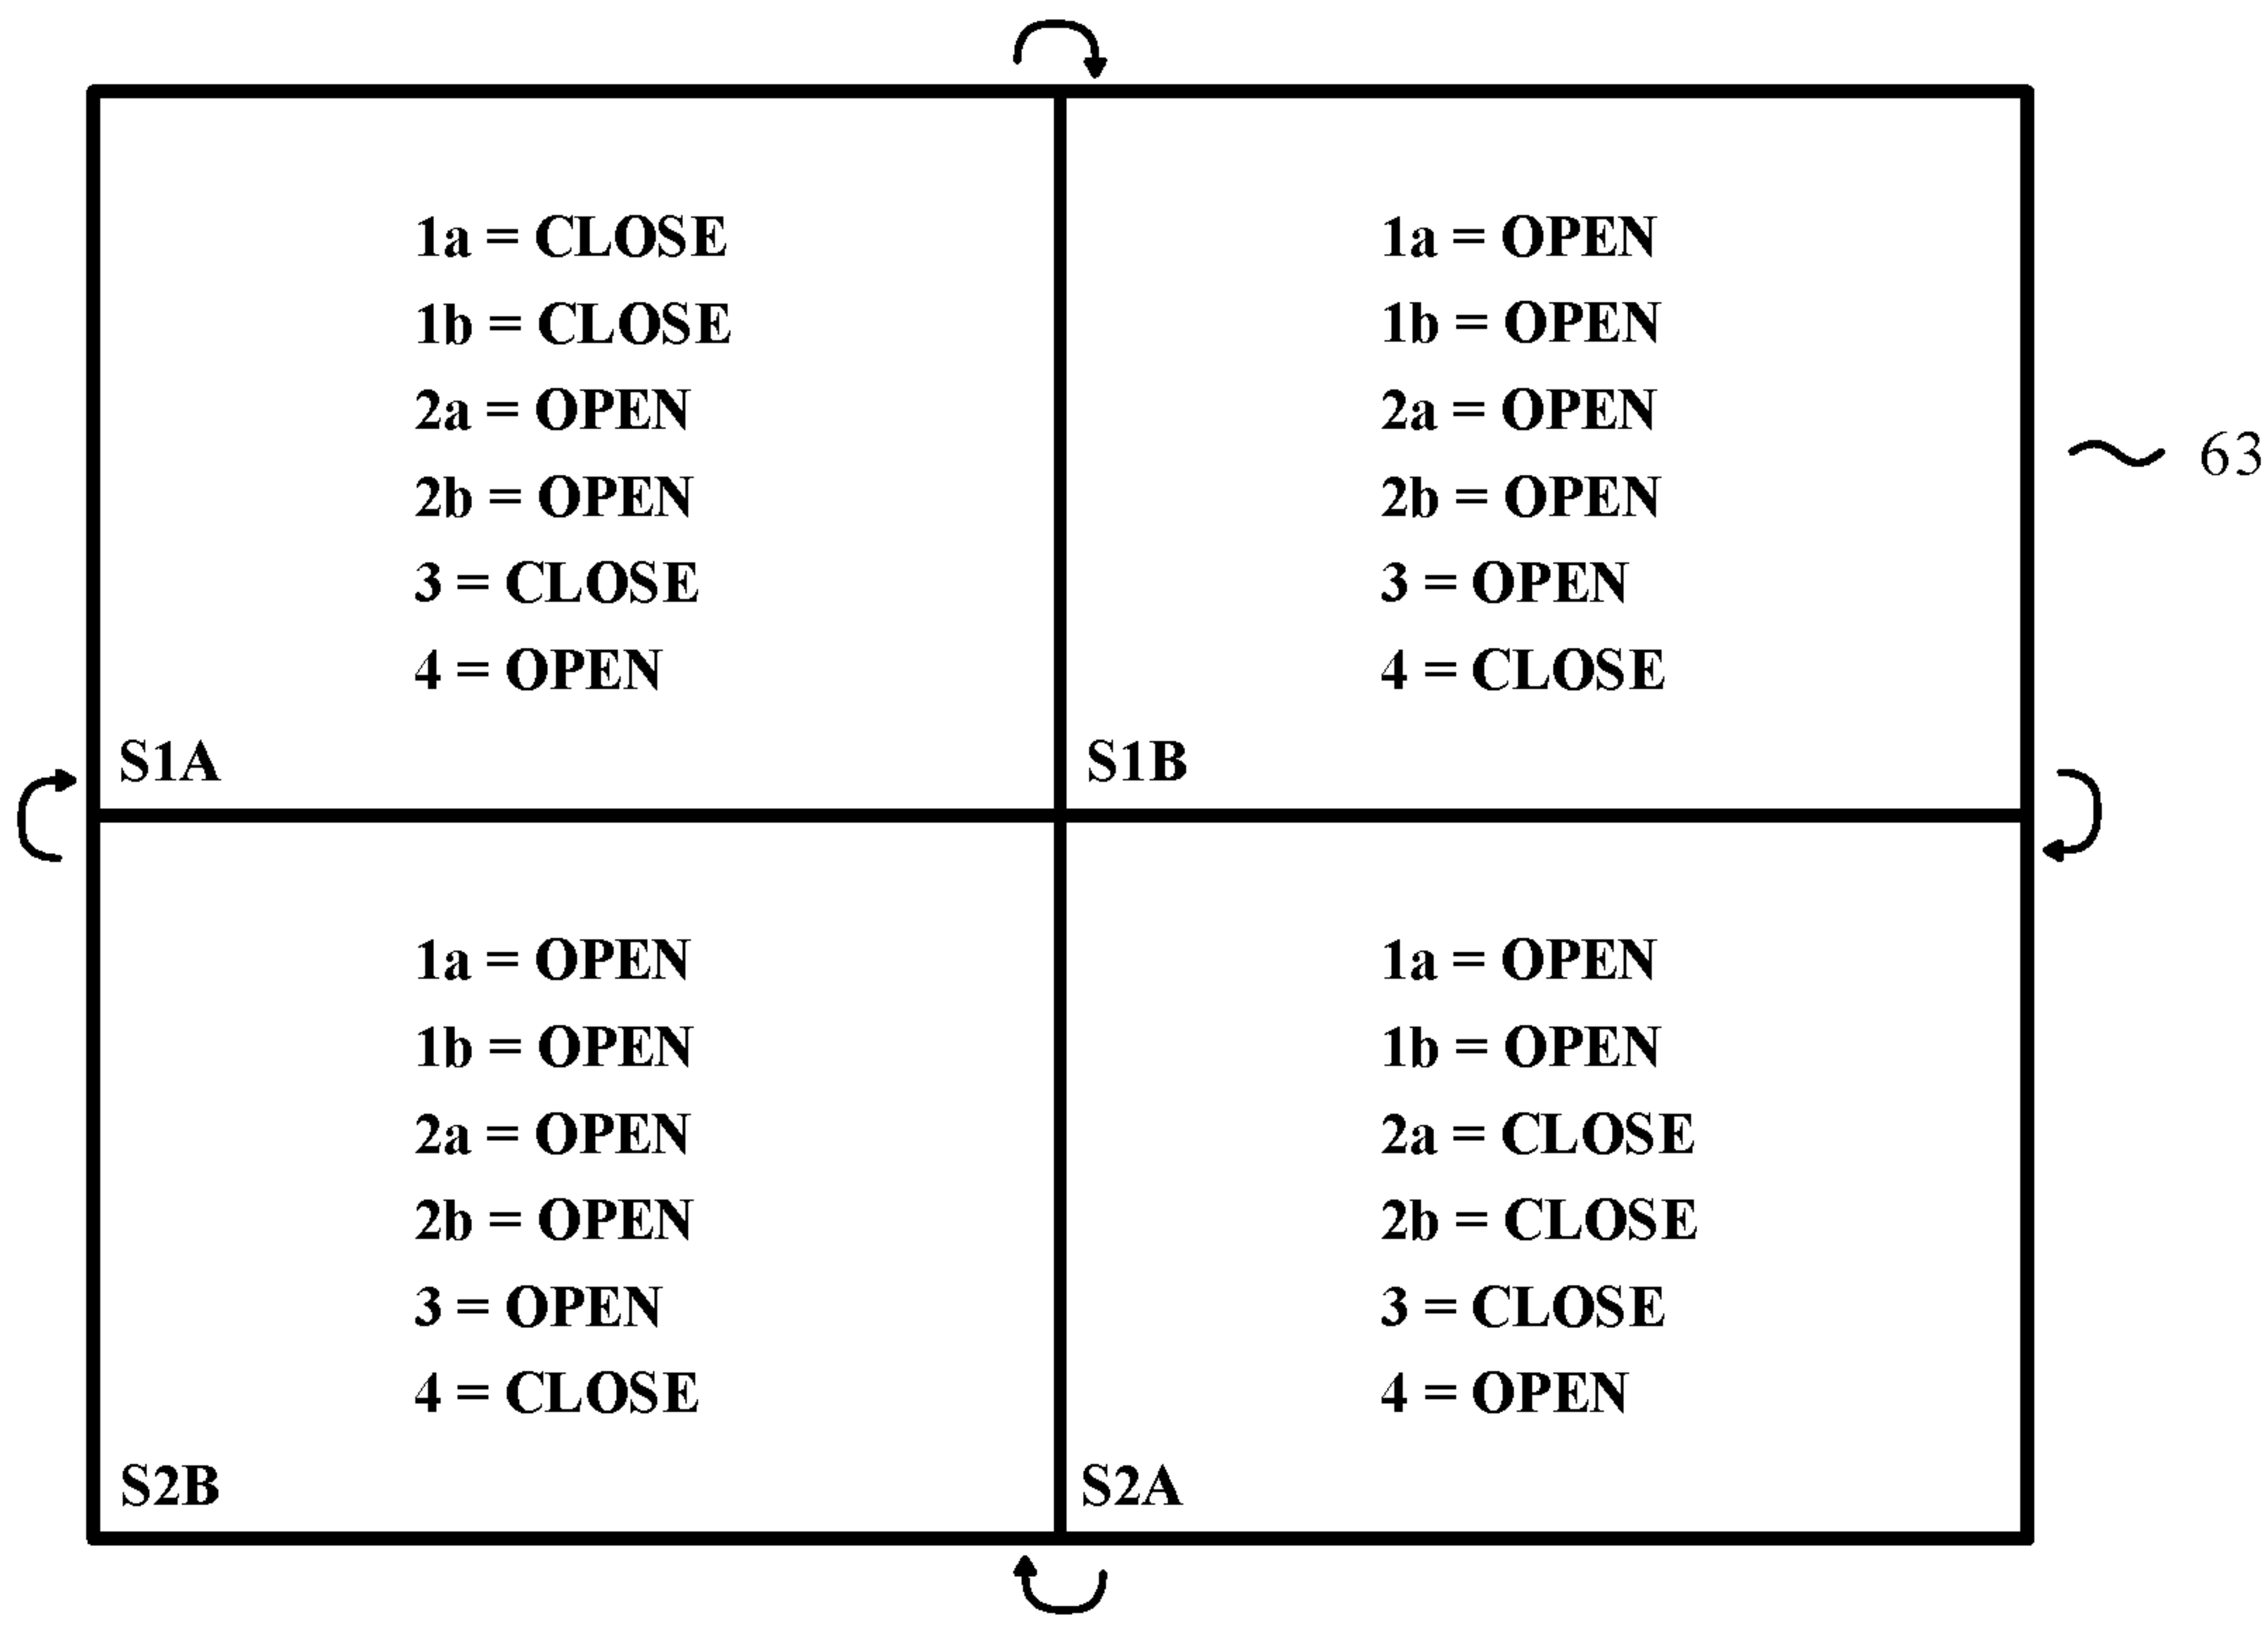 1a = CLOSE
1b = CLOSE
2a = OPEN
2b = OPEN
3 = CLOSE
4 = OPEN
S1A
1a = OPEN
1b = OPEN
2a = OPEN
2b = OPEN
3 = OPEN
4 = CLOSE
S1B
63
1a = OPEN
1b = OPEN
2a = OPEN
2b = OPEN
3 = OPEN
4 = CLOSE
S2B
1a = OPEN
1b = OPEN
2a = CLOSE
2b = CLOSE
3 = CLOSE
4 = OPEN
S2A